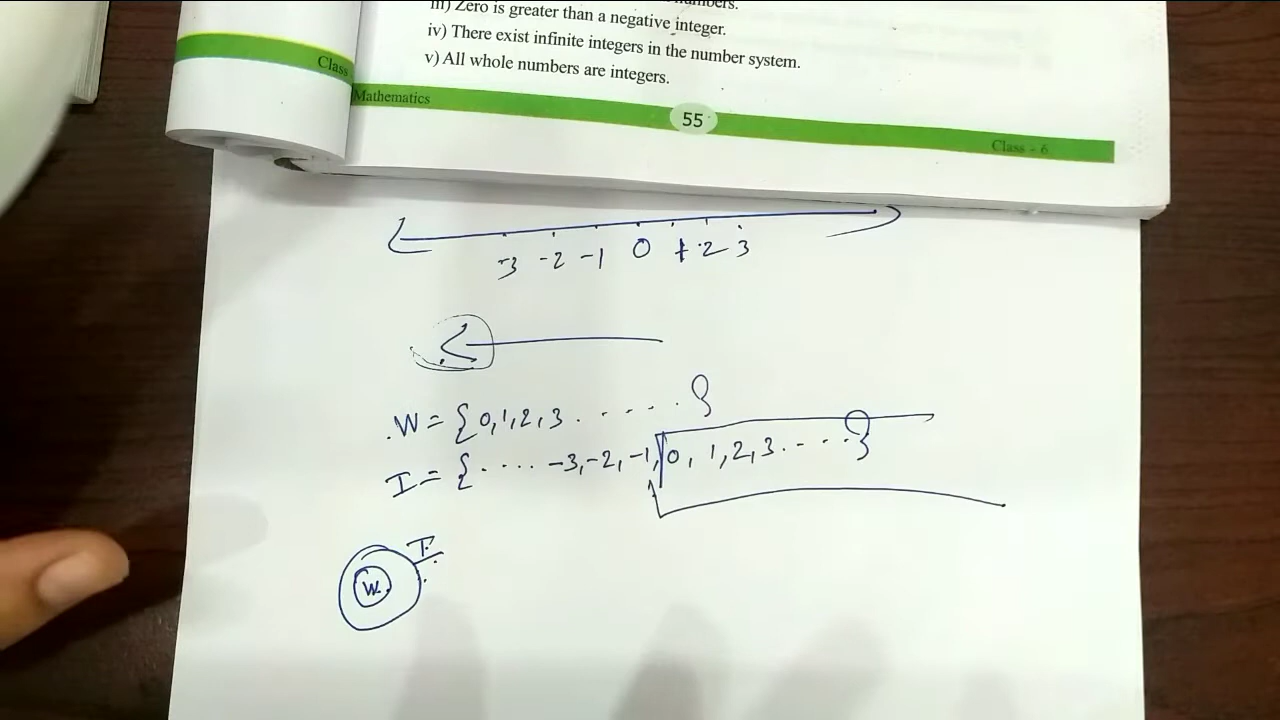 numbers.
iii) Zero is greater than a negative integer.
iv) There exist infinite integers in the number system.
v) All whole numbers are integers.
Class
Mathematics
55
Class - 6
-3 -2 -1 0 1 2 3
W = {0,1,2,3.......}
I = {..... -3,-2,-1,0, 1,2,3.....}
I
W